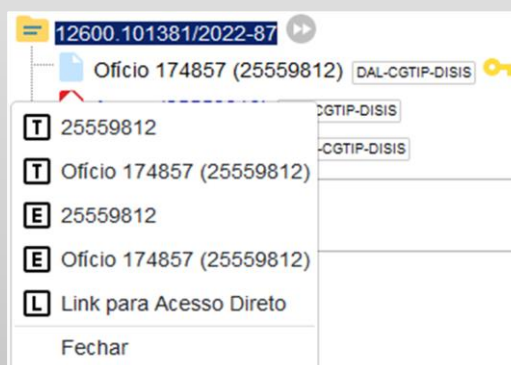 12600.101381/2022-87
Ofício 174857 (25559812) DAL-CGTIP-DISIS
CGTIP-DISIS
T 25559812
-CGTIP-DISIS
T Ofício 174857 (25559812)
E 25559812
E Ofício 174857 (25559812)
L Link para Acesso Direto
Fechar